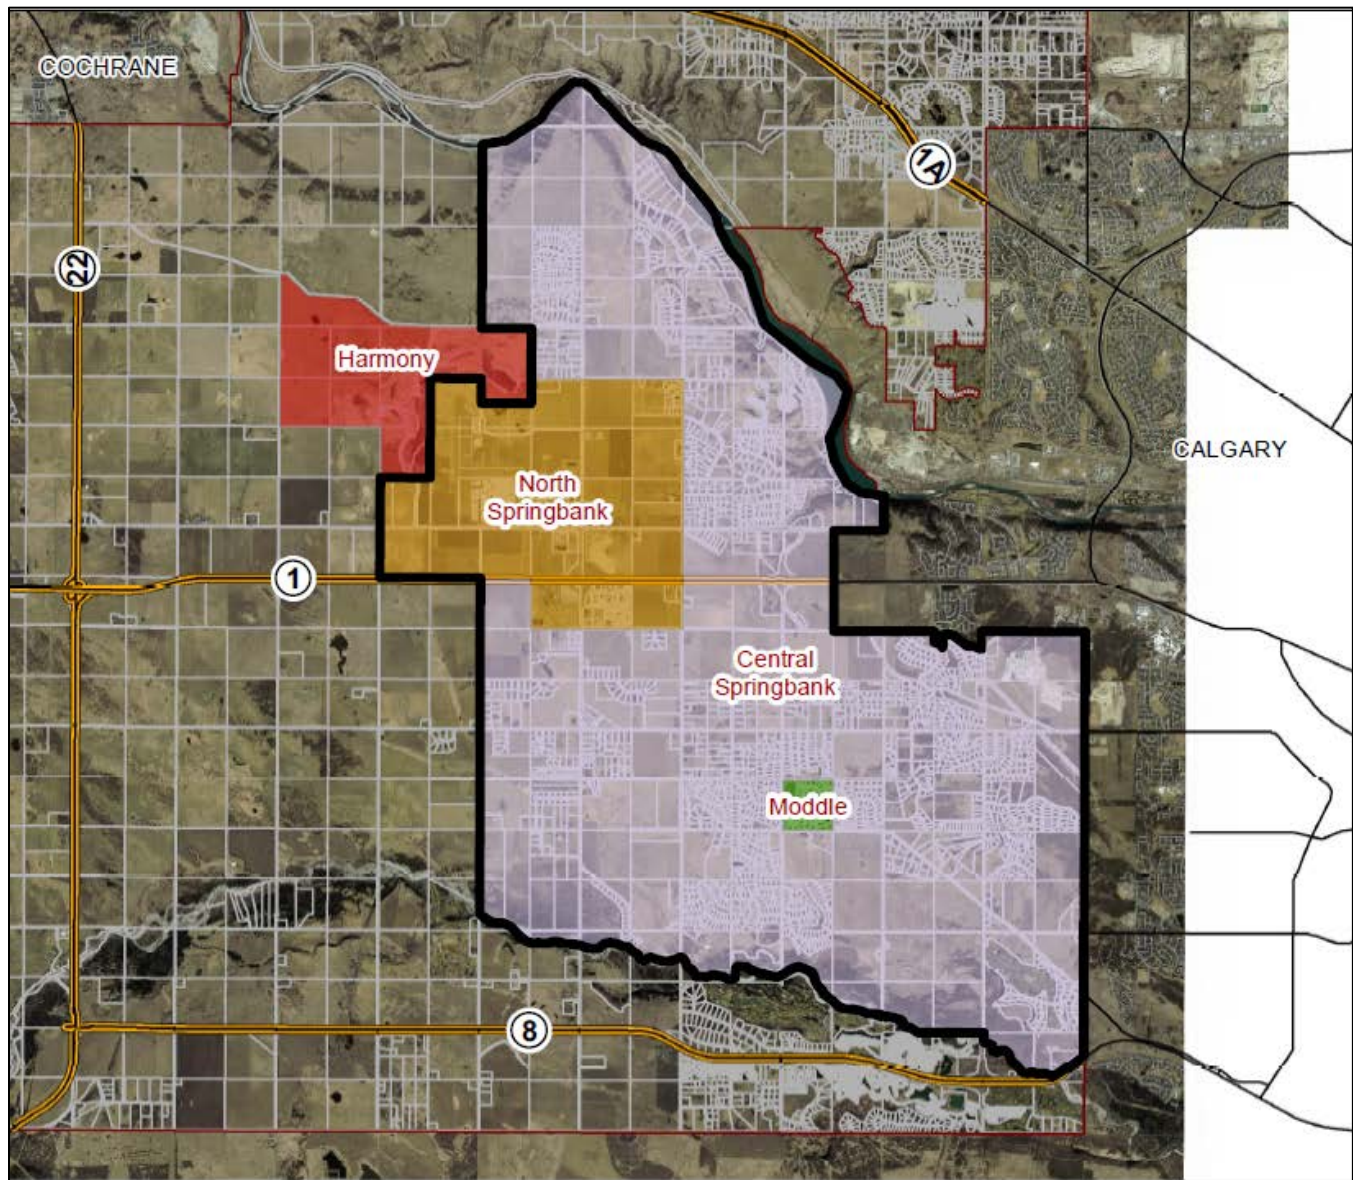 COCHRANE
1A
22
Harmony
CALGARY
North
Springbank
1
Central
Springbank
Moddle
8